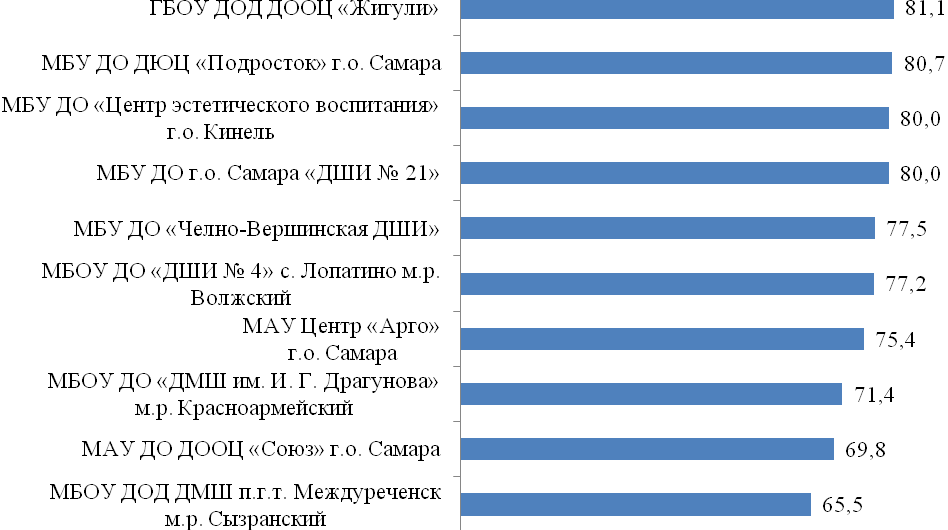 ГБОУ ДОД ДООЦ «Жигули» 81,1
МБУ ДО ДЮЦ «Подросток» г.о. Самара 80,7
МБУ ДО «Центр эстетического воспитания»
г.о. Кинель 80,0
МБУ ДО г.о. Самара «ДШИ № 21» 80,0
МБУ ДО «Челно-Вершинская ДШИ» 77,5
МБОУ ДО «ДШИ № 4» с. Лопатино м.р.
Волжский 77,2
МАУ Центр «Арго»
г.о. Самара 75,4
МБОУ ДО «ДМШ им. И. Г. Драгунова»
м.р. Красноармейский 71,4
МАУ ДО ДООЦ «Союз» г.о. Самара 69,8
МБОУ ДОД ДМШ п.г.т. Междуреченск
м.р. Сызранский 65,5